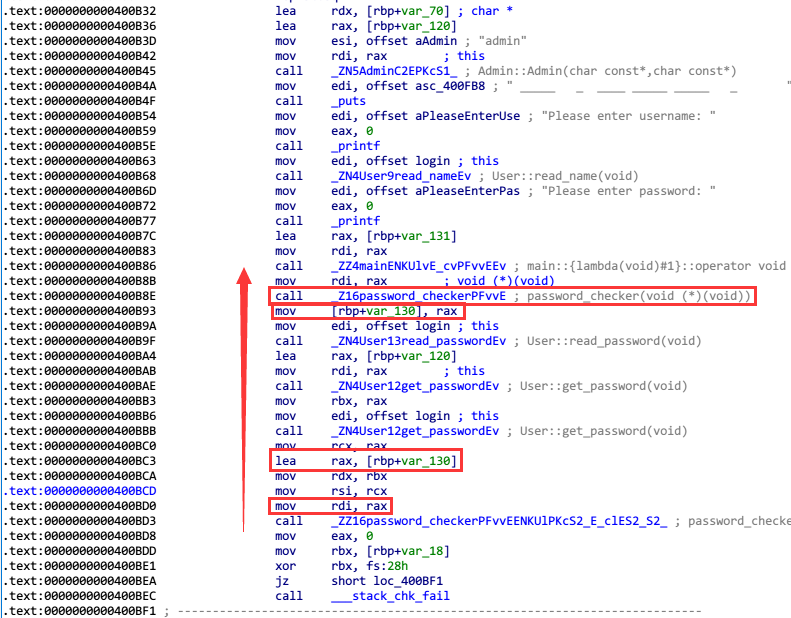 .text:0000000000400B32 lea rdx, [rbp+var_70] ; char *
.text:0000000000400B36 lea rax, [rbp+var_120]
.text:0000000000400B3D mov esi, offset aAdmin ; "admin"
.text:0000000000400B42 mov rdi, rax ; this
.text:0000000000400B45 call _ZN5AdminC2EPKcS1_ ; Admin::Admin(char const*,char const*)
.text:0000000000400B4A mov edi, offset asc_400FB8 ; " _____ _ ____ _____ _____ _ "
.text:0000000000400B4F call _puts
.text:0000000000400B54 mov edi, offset aPleaseEnterUse ; "Please enter username: "
.text:0000000000400B59 mov eax, 0
.text:0000000000400B5E call _printf
.text:0000000000400B63 mov edi, offset login ; this
.text:0000000000400B68 call _ZN4User9read_nameEv ; User::read_name(void)
.text:0000000000400B6D mov edi, offset aPleaseEnterPas ; "Please enter password: "
.text:0000000000400B72 mov eax, 0
.text:0000000000400B77 call _printf
.text:0000000000400B7C lea rax, [rbp+var_131]
.text:0000000000400B83 mov rdi, rax
.text:0000000000400B86 call _ZZ4mainENKUlvE_cvPFvvEEv ; main::{lambda(void)#1}::operator void
.text:0000000000400B8B mov rdi, rax ; void (*)(void)
.text:0000000000400B8E call _Z16password_checkerPFvvE ; password_checker(void (*)(void))
.text:0000000000400B93 mov [rbp+var_130], rax
.text:0000000000400B9A mov edi, offset login ; this
.text:0000000000400B9F call _ZN4User13read_passwordEv ; User::read_password(void)
.text:0000000000400BA4 lea rax, [rbp+var_120]
.text:0000000000400BAB mov rdi, rax ; this
.text:0000000000400BAE call _ZN4User12get_passwordEv ; User::get_password(void)
.text:0000000000400BB3 mov rbx, rax
.text:0000000000400BB6 mov edi, offset login ; this
.text:0000000000400BBB call _ZN4User12get_passwordEv ; User::get_password(void)
.text:0000000000400BC0 mov rcx, rax
.text:0000000000400BC3 lea rax, [rbp+var_130]
.text:0000000000400BCA mov rdx, rbx
.text:0000000000400BCD mov rsi, rcx
.text:0000000000400BD0 mov rdi, rax
.text:0000000000400BD3 call _ZZ16password_checkerPFvvEENKUlPKcS2_E_clES2_S2_ ; password_checke
.text:0000000000400BD8 mov eax, 0
.text:0000000000400BDD mov rbx, [rbp+var_18]
.text:0000000000400BE1 xor rbx, fs:28h
.text:0000000000400BEA jz short loc_400BF1
.text:0000000000400BEC call ___stack_chk_fail
.text:0000000000400BF1 ; ---------------------------------------------------------------------------